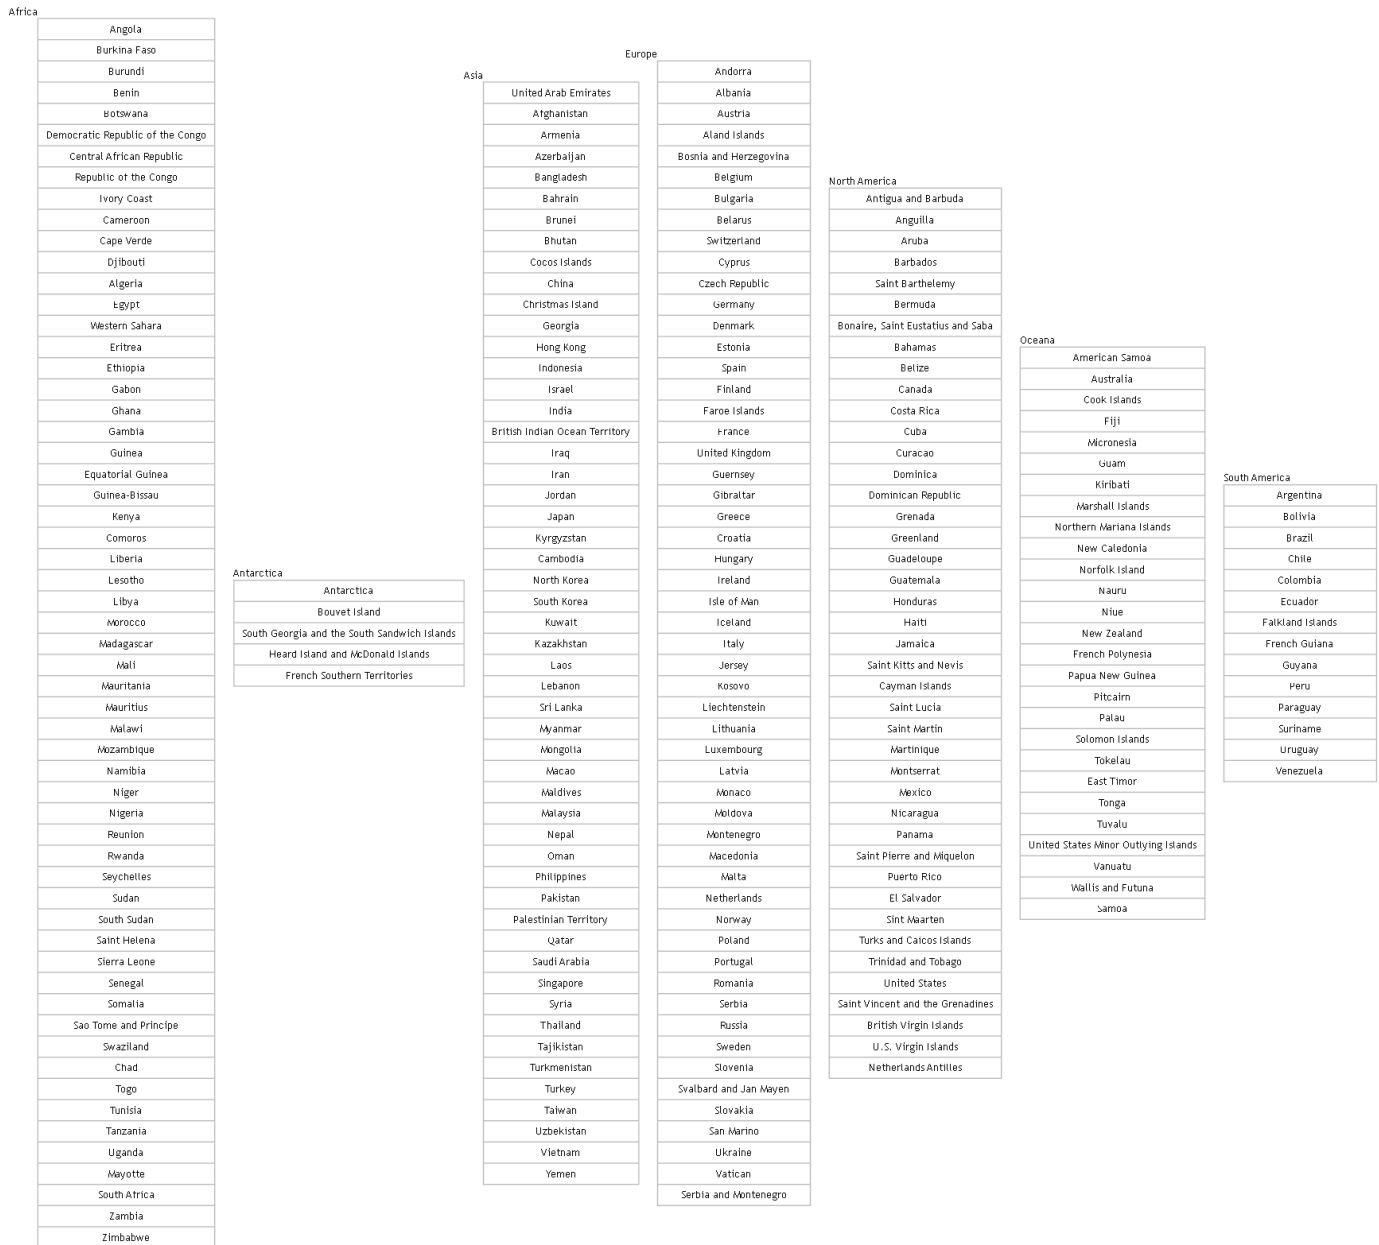 Africa
Angola
Burkina Faso
Burundi
Benin
Botswana
Democratic Republic of the Congo
Central African Republic
Republic of the Congo
Ivory Coast
Cameroon
Cape Verde
Djibouti
Algeria
Egypt
Western Sahara
Eritrea
Ethiopia
Gabon
Ghana
Gambia
Guinea
Equatorial Guinea
Guinea-Bissau
Kenya
Comoros
Liberia
Lesotho
Libya
Morocco
Madagascar
Mali
Mauritania
Mauritius
Malawi
Mozambique
Namibia
Niger
Nigeria
Reunion
Rwanda
Seychelles
Sudan
South Sudan
Saint Helena
Sierra Leone
Senegal
Somalia
Sao Tome and Principe
Swaziland
Chad
Togo
Tunisia
Tanzania
Uganda
Mayotte
South Africa
Zambia
Zimbabwe
Antarctica
Antarctica
Bouvet Island
South Georgia and the South Sandwich Islands
Heard Island and McDonald Islands
French Southern Territories
Asia
United Arab Emirates
Afghanistan
Armenia
Azerbaijan
Bangladesh
Bahrain
Brunei
Bhutan
Cocos Islands
China
Christmas Island
Georgia
Hong Kong
Indonesia
Israel
India
British Indian Ocean Territory
Iraq
Iran
Jordan
Japan
Kyrgyzstan
Cambodia
North Korea
South Korea
Kuwait
Kazakhstan
Laos
Lebanon
Sri Lanka
Myanmar
Mongolia
Macao
Maldives
Malaysia
Nepal
Oman
Philippines
Pakistan
Palestinian Territory
Qatar
Saudi Arabia
Singapore
Syria
Thailand
Tajikistan
Turkmenistan
Turkey
Taiwan
Uzbekistan
Vietnam
Yemen
Europe
Andorra
Albania
Austria
Aland Islands
Bosnia and Herzegovina
Belgium
Bulgaria
Belarus
Switzerland
Cyprus
Czech Republic
Germany
Denmark
Estonia
Spain
Finland
Faroe Islands
France
United Kingdom
Guernsey
Gibraltar
Greece
Croatia
Hungary
Ireland
Isle of Man
Iceland
Italy
Jersey
Kosovo
Liechtenstein
Lithuania
Luxembourg
Latvia
Monaco
Moldova
Montenegro
Macedonia
Malta
Netherlands
Norway
Poland
Portugal
Romania
Serbia
Russia
Sweden
Slovenia
Svalbard and Jan Mayen
Slovakia
San Marino
Ukraine
Vatican
Serbia and Montenegro
North America
Antigua and Barbuda
Anguilla
Aruba
Barbados
Saint Barthelemy
Bermuda
Bonaire, Saint Eustatius and Saba
Bahamas
Belize
Canada
Costa Rica
Cuba
Curacao
Dominica
Dominican Republic
Grenada
Greenland
Guadeloupe
Guatemala
Honduras
Haiti
Jamaica
Saint Kitts and Nevis
Cayman Islands
Saint Lucia
Saint Martin
Martinique
Montserrat
Mexico
Nicaragua
Panama
Saint Pierre and Miquelon
Puerto Rico
El Salvador
Sint Maarten
Turks and Caicos Islands
Trinidad and Tobago
United States
Saint Vincent and the Grenadines
British Virgin Islands
U.S. Virgin Islands
Netherlands Antilles
Oceana
American Samoa
Australia
Cook Islands
Fiji
Micronesia
Guam
Kiribati
Marshall Islands
Northern Mariana Islands
New Caledonia
Norfolk Island
Nauru
Niue
New Zealand
French Polynesia
Papua New Guinea
Pitcairn
Palau
Solomon Islands
Tokelau
East Timor
Tonga
Tuvalu
United States Minor Outlying Islands
Vanuatu
Wallis and Futuna
Samoa
South America
Argentina
Bolivia
Brazil
Chile
Colombia
Ecuador
Falkland Islands
French Guiana
Guyana
Peru
Paraguay
Suriname
Uruguay
Venezuela